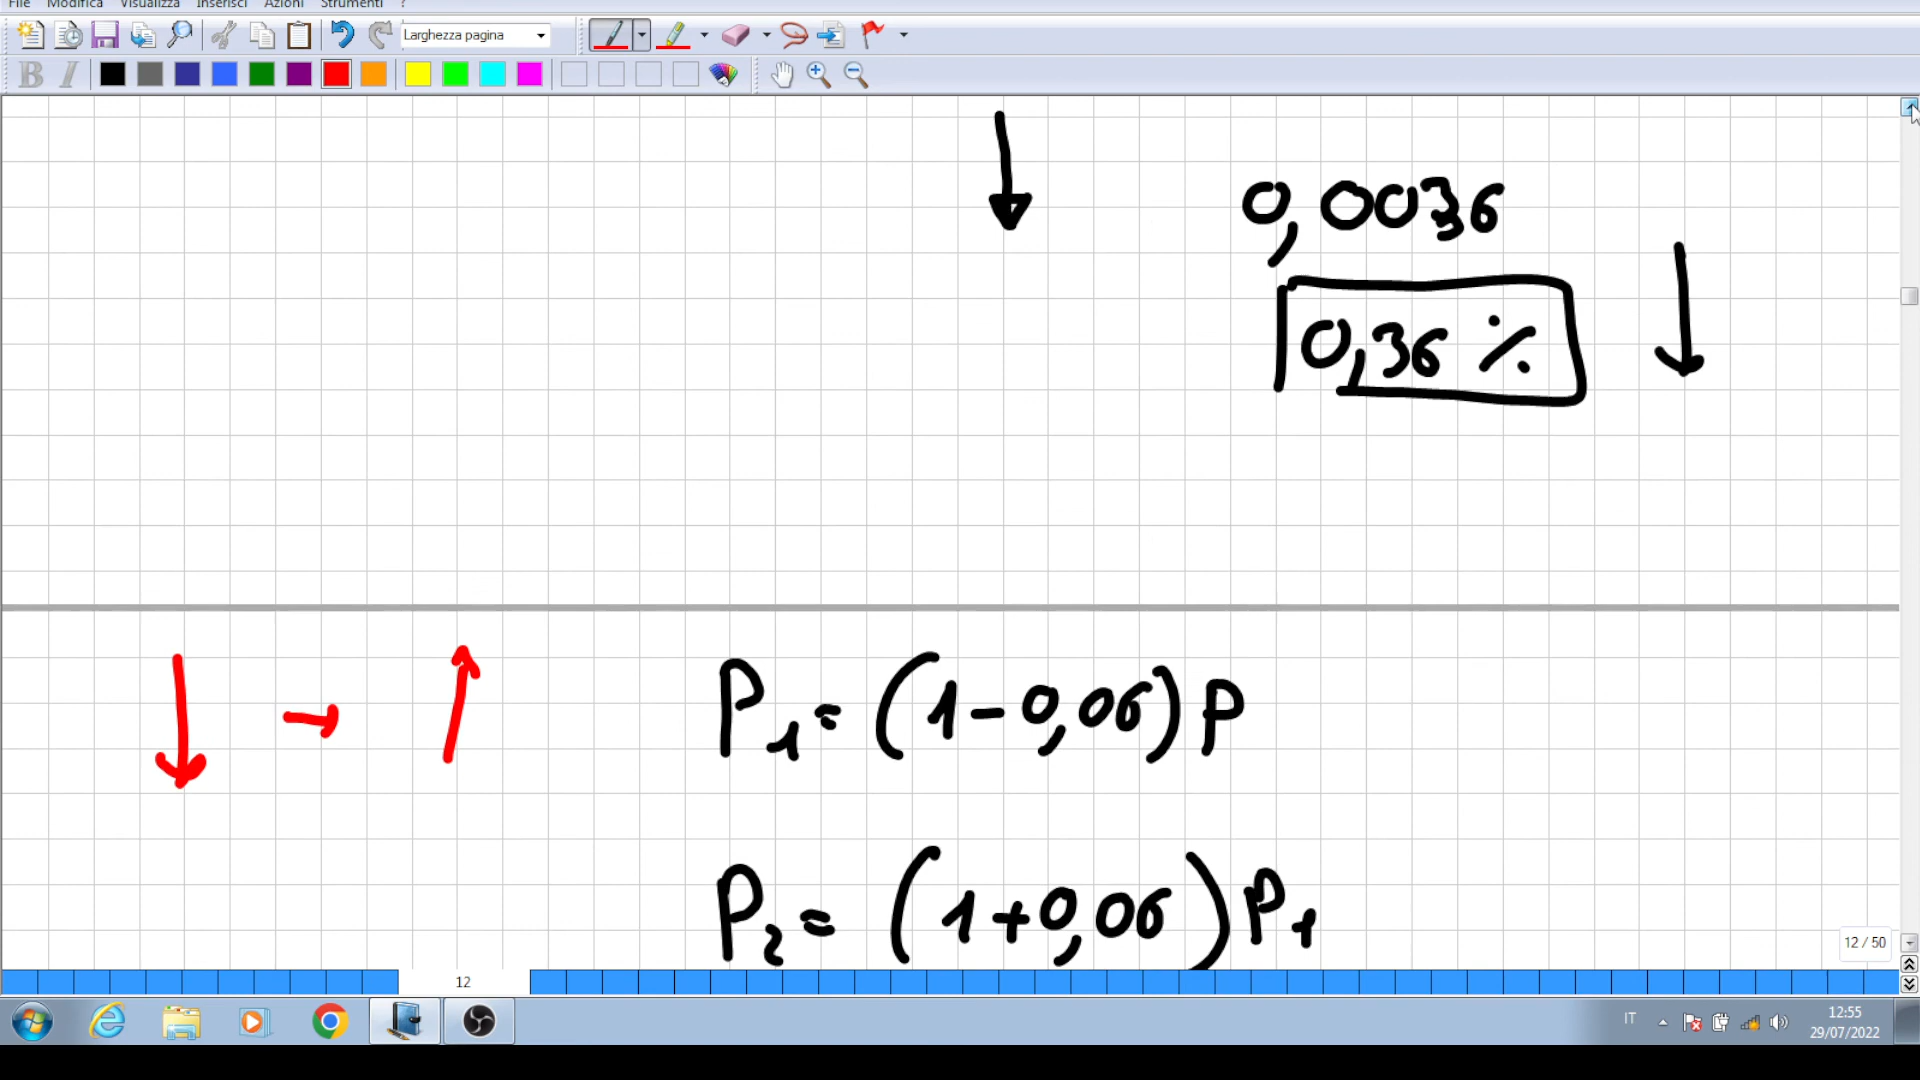 File Modifica Visualizza Inserisci Azioni Strumenti ?
Larghezza pagina
B I
0,0036
0,36 %
P1 = (1-0,06) P
P2 = (1+0,06) P1
12 / 50
12
IT
12:55
29/07/2022